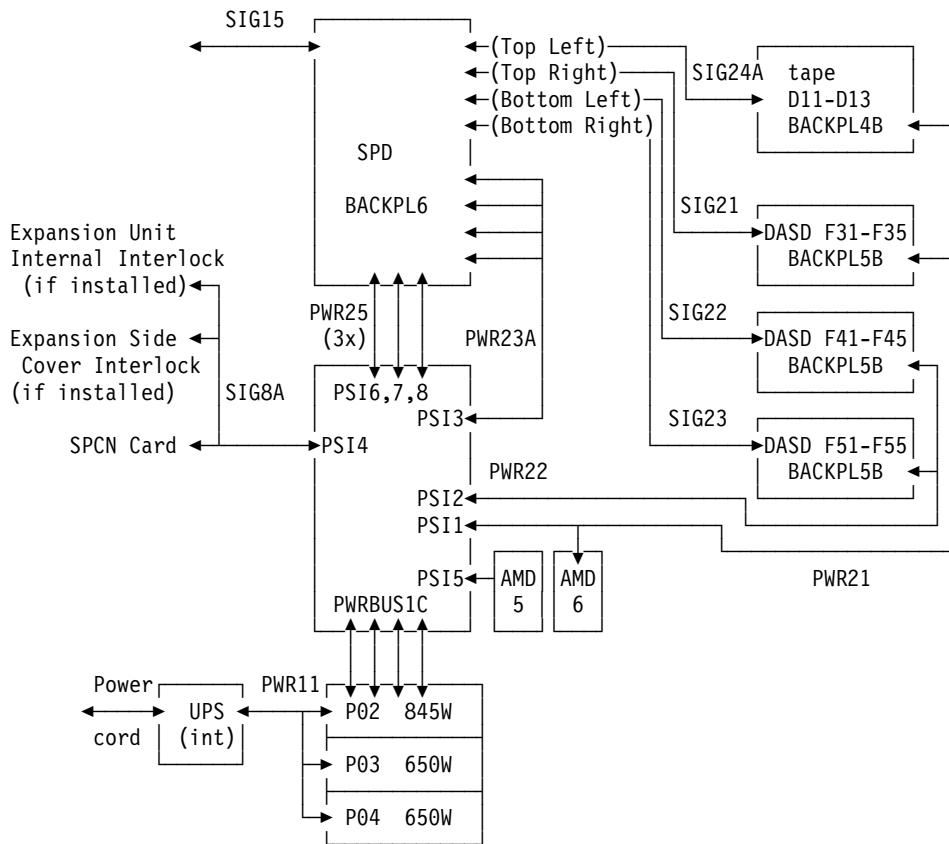 SIG15
(Top Left)
(Top Right)
(Bottom Left)
(Bottom Right)
SIG24A
tape
D11-D13
BACKPL4B
SPD
BACKPL6
SIG21
DASD F31-F35
BACKPL5B
Expansion Unit
Internal Interlock
(if installed)
PWR25
(3x)
PWR23A
SIG22
DASD F41-F45
BACKPL5B
Expansion Side
Cover Interlock
(if installed)
SIG8A
PSI6,7,8
PSI3
SIG23
DASD F51-F55
BACKPL5B
SPCN Card
PSI4
PWR22
PSI2
PSI1
PSI5
AMD
5
AMD
6
PWR21
PWRBUS1C
Power
cord
UPS
(int)
PWR11
P02 845W
P03 650W
P04 650W